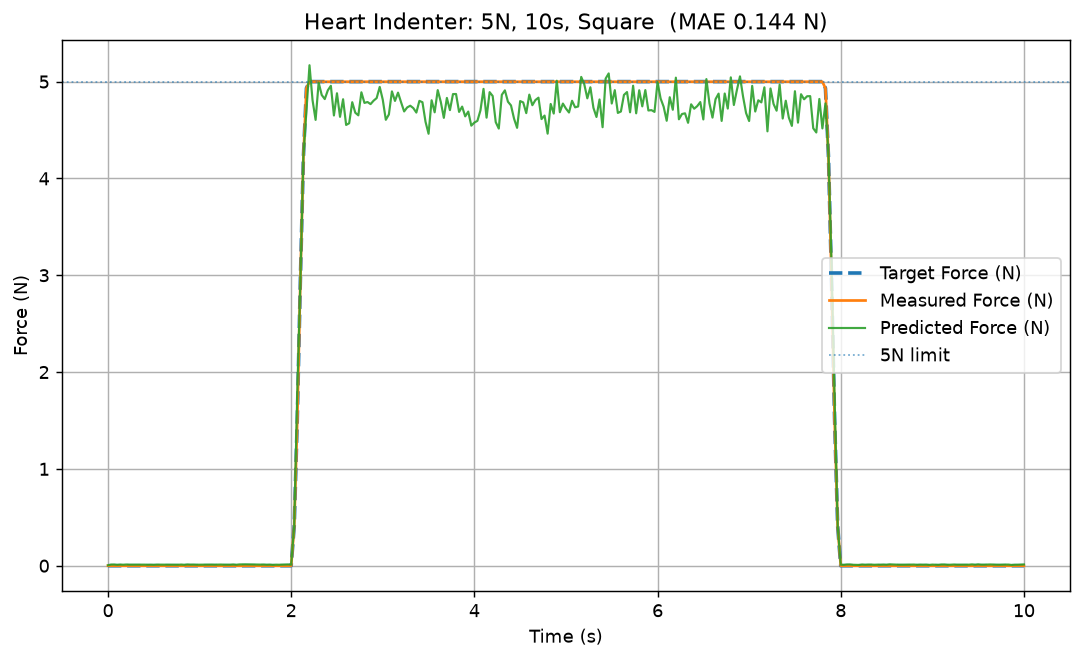 Heart Indenter: 5N, 10s, Square  (MAE 0.144 N)
Force (N)
5
4
3
2
1
0
Target Force (N)
Measured Force (N)
Predicted Force (N)
5N limit
0 2 4 6 8 10
Time (s)